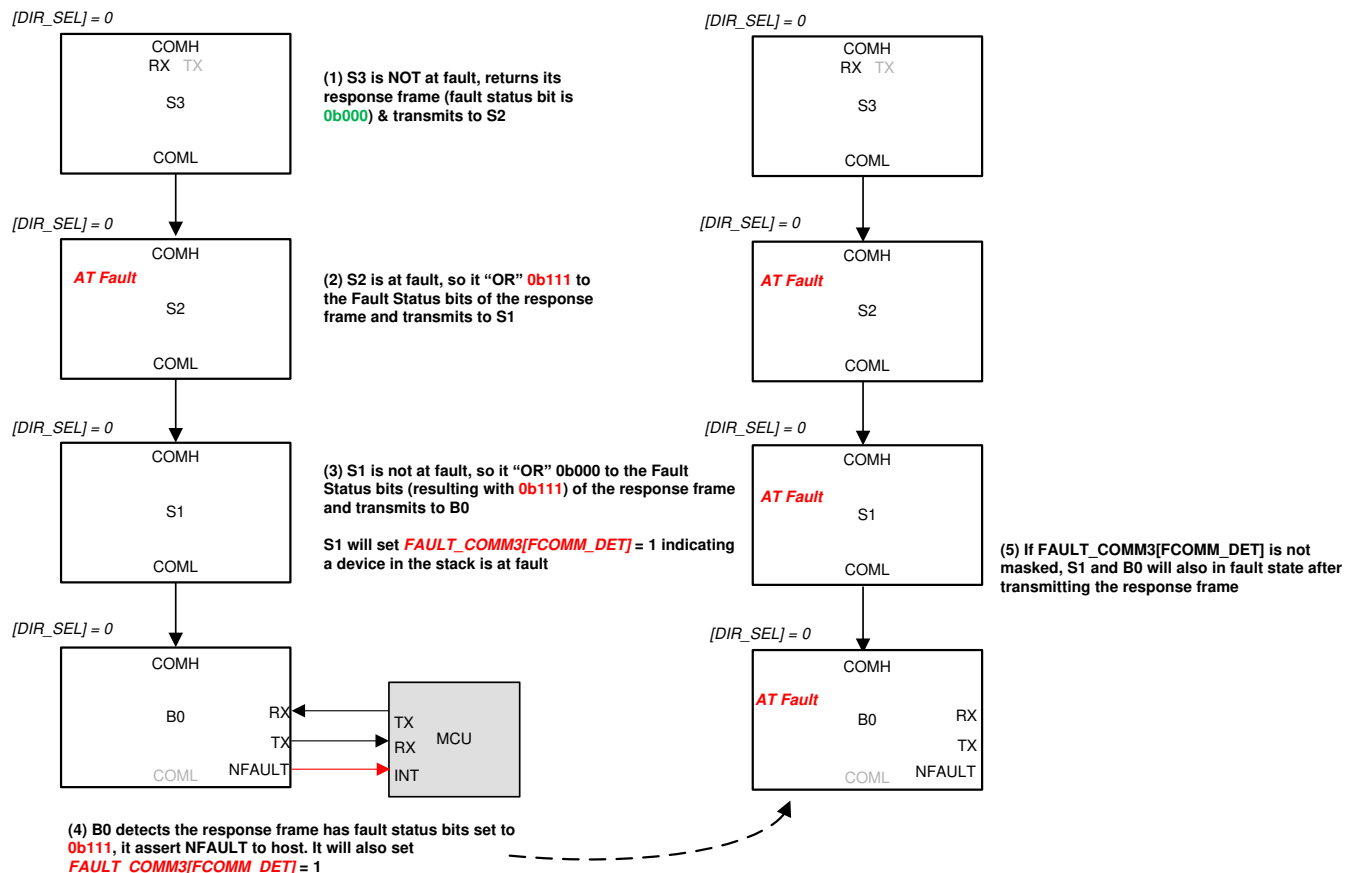 [DIR_SEL] = 0
COMH
RX TX
S3
COML
(1) S3 is NOT at fault, returns its
response frame (fault status bit is
0b000) & transmits to S2
[DIR_SEL] = 0
COMH
AT Fault
S2
COML
(2) S2 is at fault, so it “OR” 0b111 to
the Fault Status bits of the response
frame and transmits to S1
[DIR_SEL] = 0
COMH
S1
COML
(3) S1 is not at fault, so it “OR” 0b000 to the Fault
Status bits (resulting with 0b111) of the response frame
and transmits to B0
S1 will set FAULT_COMM3[FCOMM_DET] = 1 indicating
a device in the stack is at fault
[DIR_SEL] = 0
COMH
B0
COML
RX
TX
NFAULT
TX
RX
INT
MCU
(4) B0 detects the response frame has fault status bits set to
0b111, it assert NFAULT to host. It will also set
FAULT_COMM3[FCOMM_DET] = 1
[DIR_SEL] = 0
COMH
RX TX
S3
COML
[DIR_SEL] = 0
COMH
AT Fault
S2
COML
[DIR_SEL] = 0
COMH
AT Fault
S1
COML
(5) If FAULT_COMM3[FCOMM_DET] is not
masked, S1 and B0 will also in fault state after
transmitting the response frame
[DIR_SEL] = 0
COMH
AT Fault
B0
RX
TX
COML
NFAULT